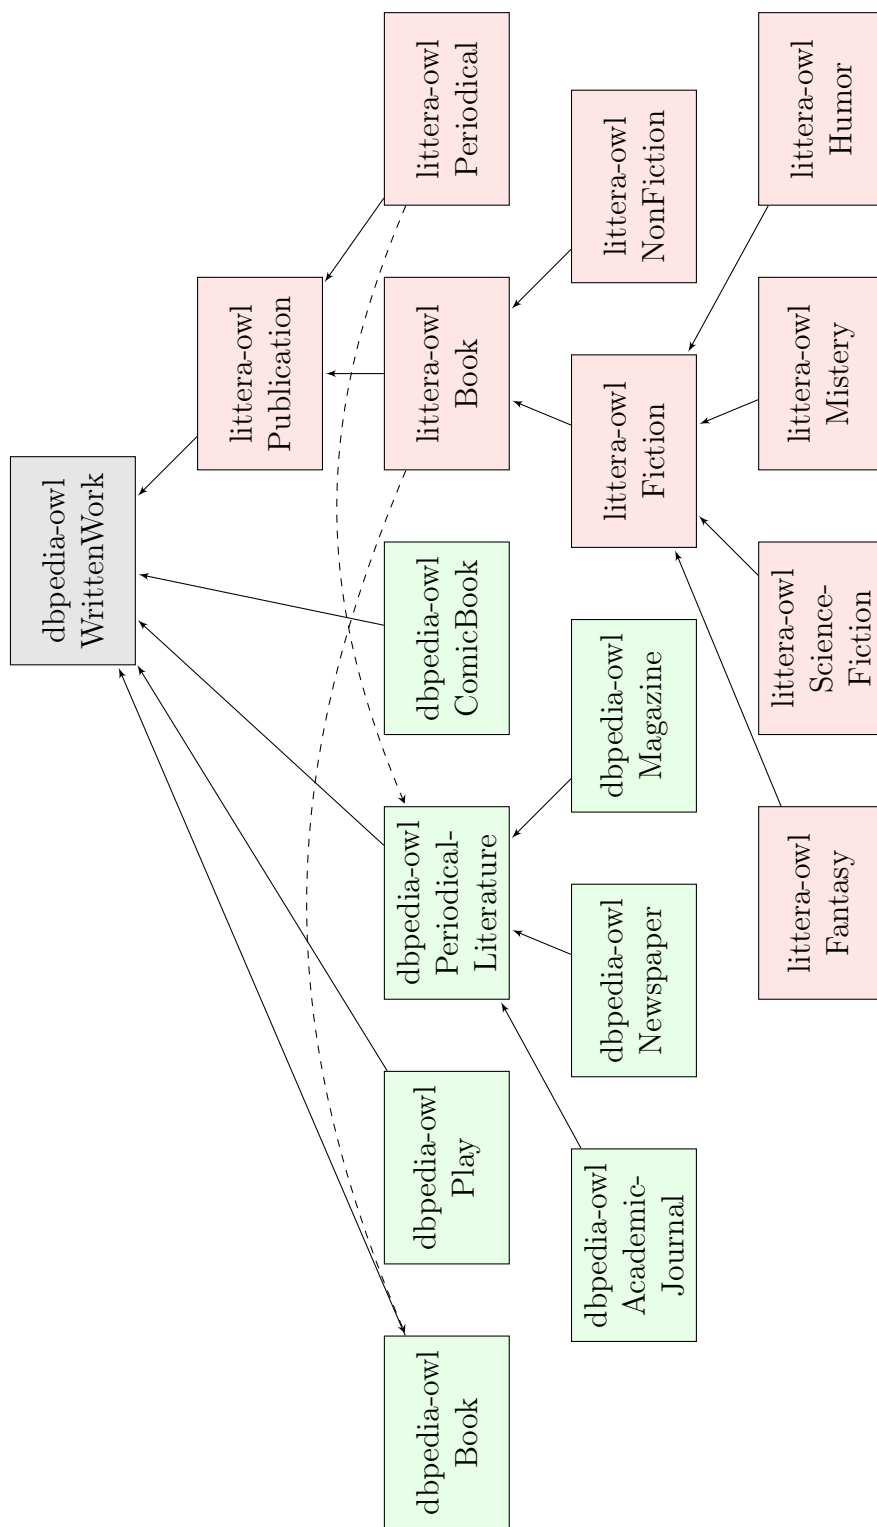 dbpedia-owl
WrittenWork
littera-owl
Publication
dbpedia-owl
Book
dbpedia-owl
Play
dbpedia-owl
Periodical-
Literature
dbpedia-owl
ComicBook
littera-owl
Book
littera-owl
Periodical
dbpedia-owl
Academic-
Journal
dbpedia-owl
Newspaper
dbpedia-owl
Magazine
littera-owl
Fiction
littera-owl
NonFiction
littera-owl
Fantasy
littera-owl
Science-
Fiction
littera-owl
Mistery
littera-owl
Humor